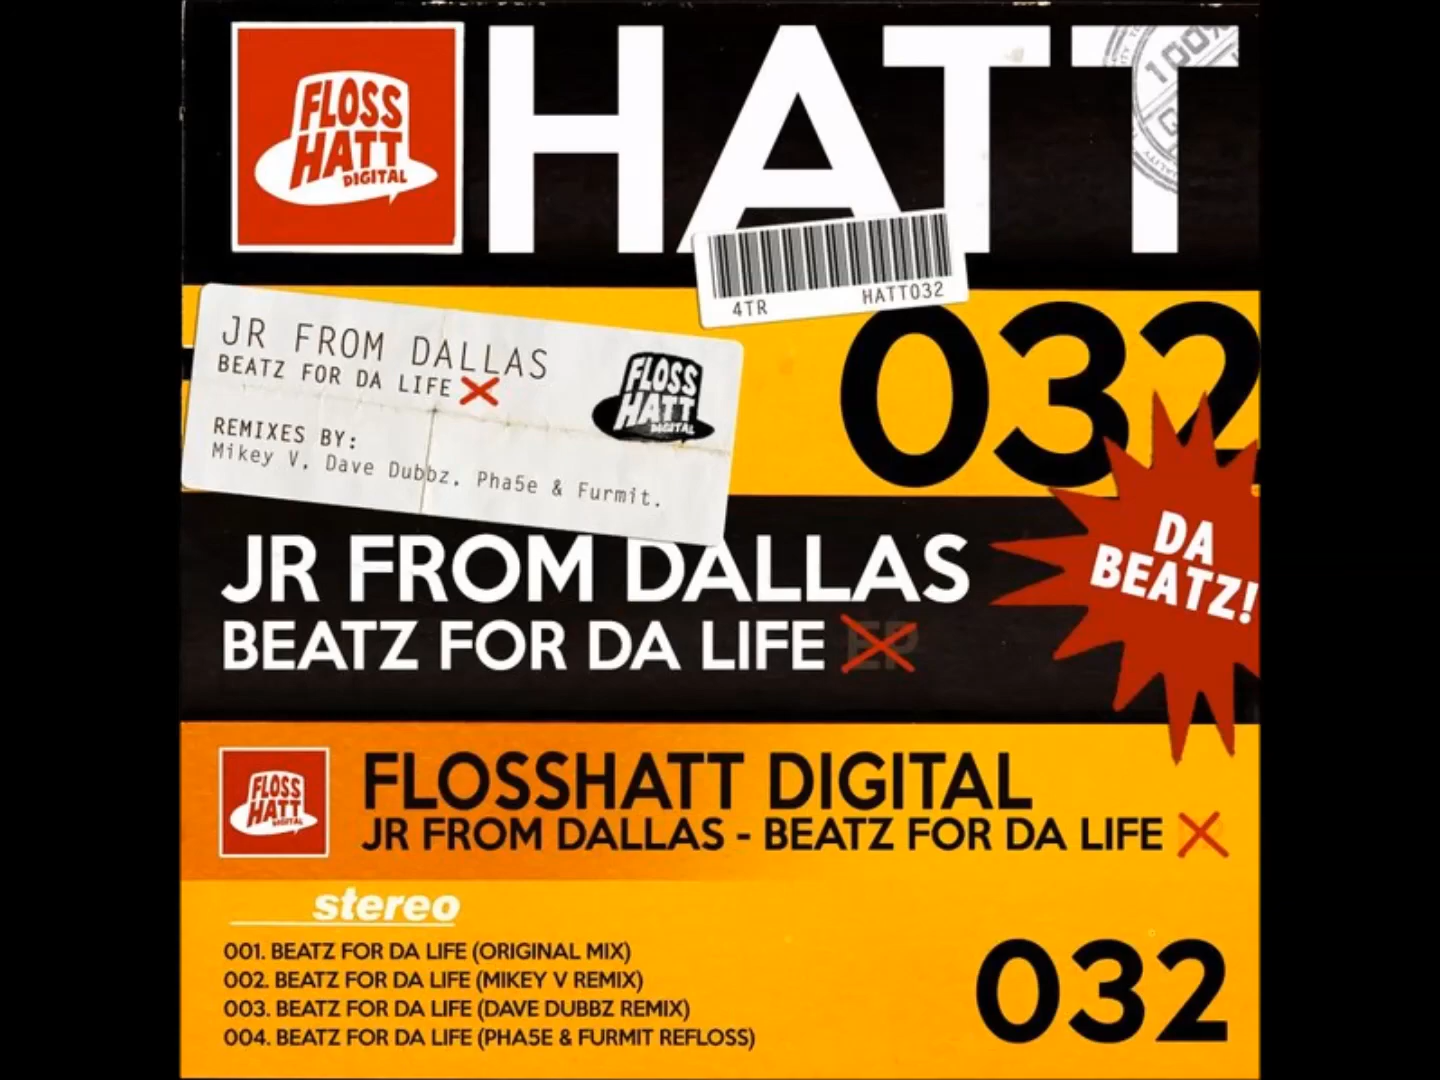 FLOSS
HATT
DIGITAL
HATT
100%
4TR HATT032
032
JR FROM DALLAS
BEATZ FOR DA LIFE
REMIXES BY:
Mikey V, Dave Dubbz, Pha5e & Furmit.
FLOSS
HATT
DIGITAL
DA
BEATZ!
JR FROM DALLAS
BEATZ FOR DA LIFE EP
FLOSS
HATT
DIGITAL
FLOSSHATT DIGITAL
JR FROM DALLAS - BEATZ FOR DA LIFE
stereo
001. BEATZ FOR DA LIFE (ORIGINAL MIX)
002. BEATZ FOR DA LIFE (MIKEY V REMIX)
003. BEATZ FOR DA LIFE (DAVE DUBBZ REMIX)
004. BEATZ FOR DA LIFE (PHA5E & FURMIT REFLOSS)
032